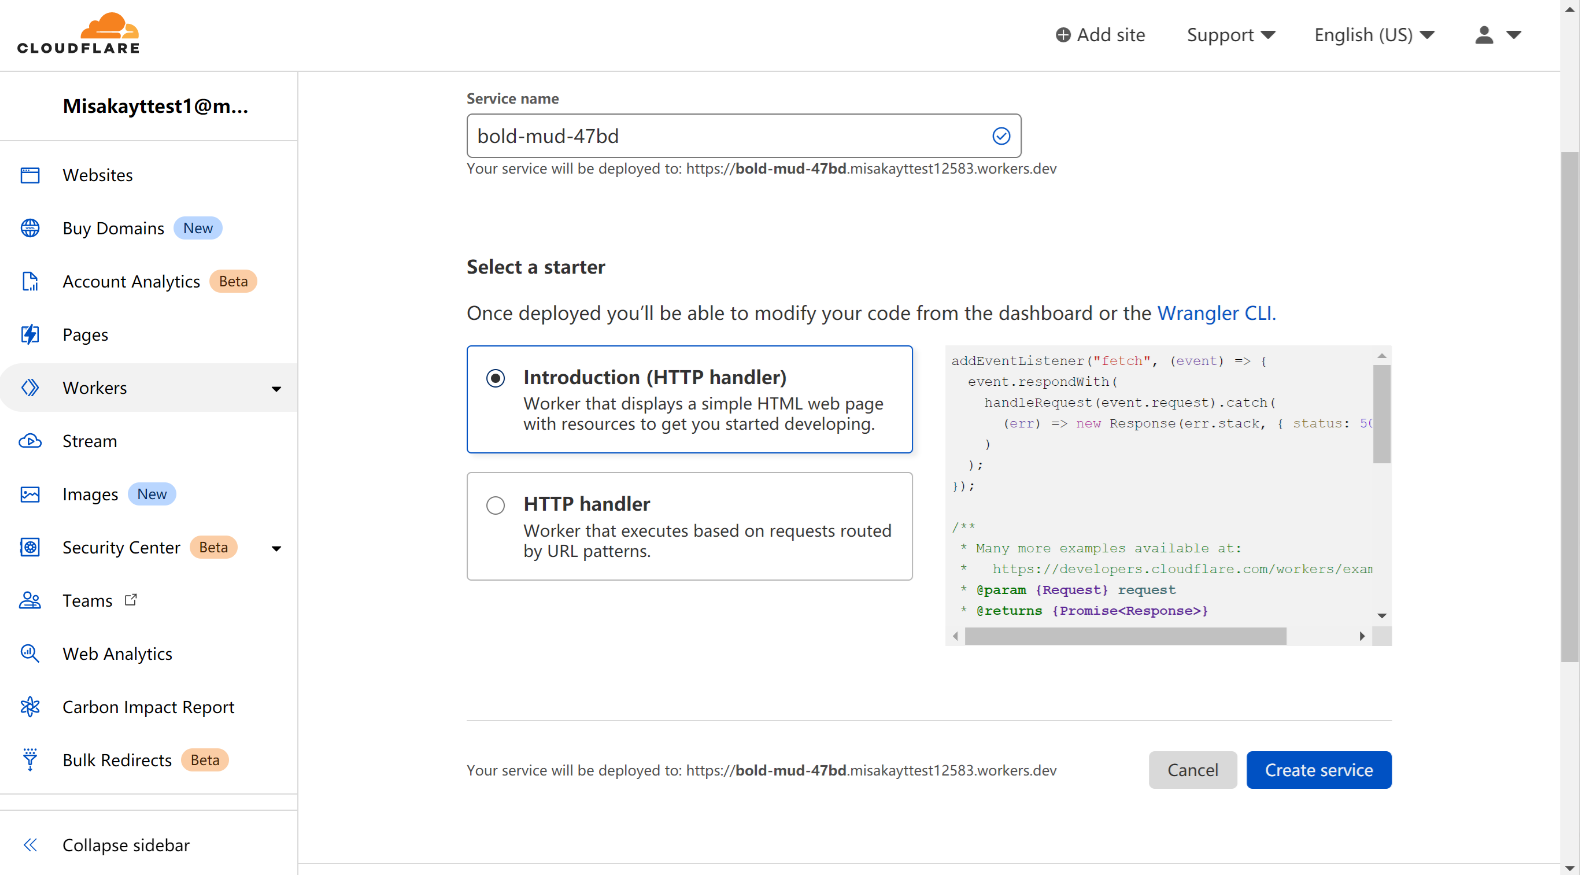 CLOUDFLARE
Add site
Support
English (US)
Misakayttest1@m...
Websites
Buy Domains New
Account Analytics Beta
Pages
Workers
Stream
Images New
Security Center Beta
Teams
Web Analytics
Carbon Impact Report
Bulk Redirects Beta
Collapse sidebar
Service name
bold-mud-47bd
Your service will be deployed to: https://bold-mud-47bd.misakayttest12583.workers.dev
Select a starter
Once deployed you’ll be able to modify your code from the dashboard or the Wrangler CLI.
Introduction (HTTP handler)
Worker that displays a simple HTML web page
with resources to get you started developing.
HTTP handler
Worker that executes based on requests routed
by URL patterns.
addEventListener("fetch", (event) => {
event.respondWith(
handleRequest(event.request).catch(
(err) => new Response(err.stack, { status: 50
)
);
});
/**
* Many more examples available at:
* https://developers.cloudflare.com/workers/exam
* @param {Request} request
* @returns {Promise<Response>}
Your service will be deployed to: https://bold-mud-47bd.misakayttest12583.workers.dev
Cancel
Create service